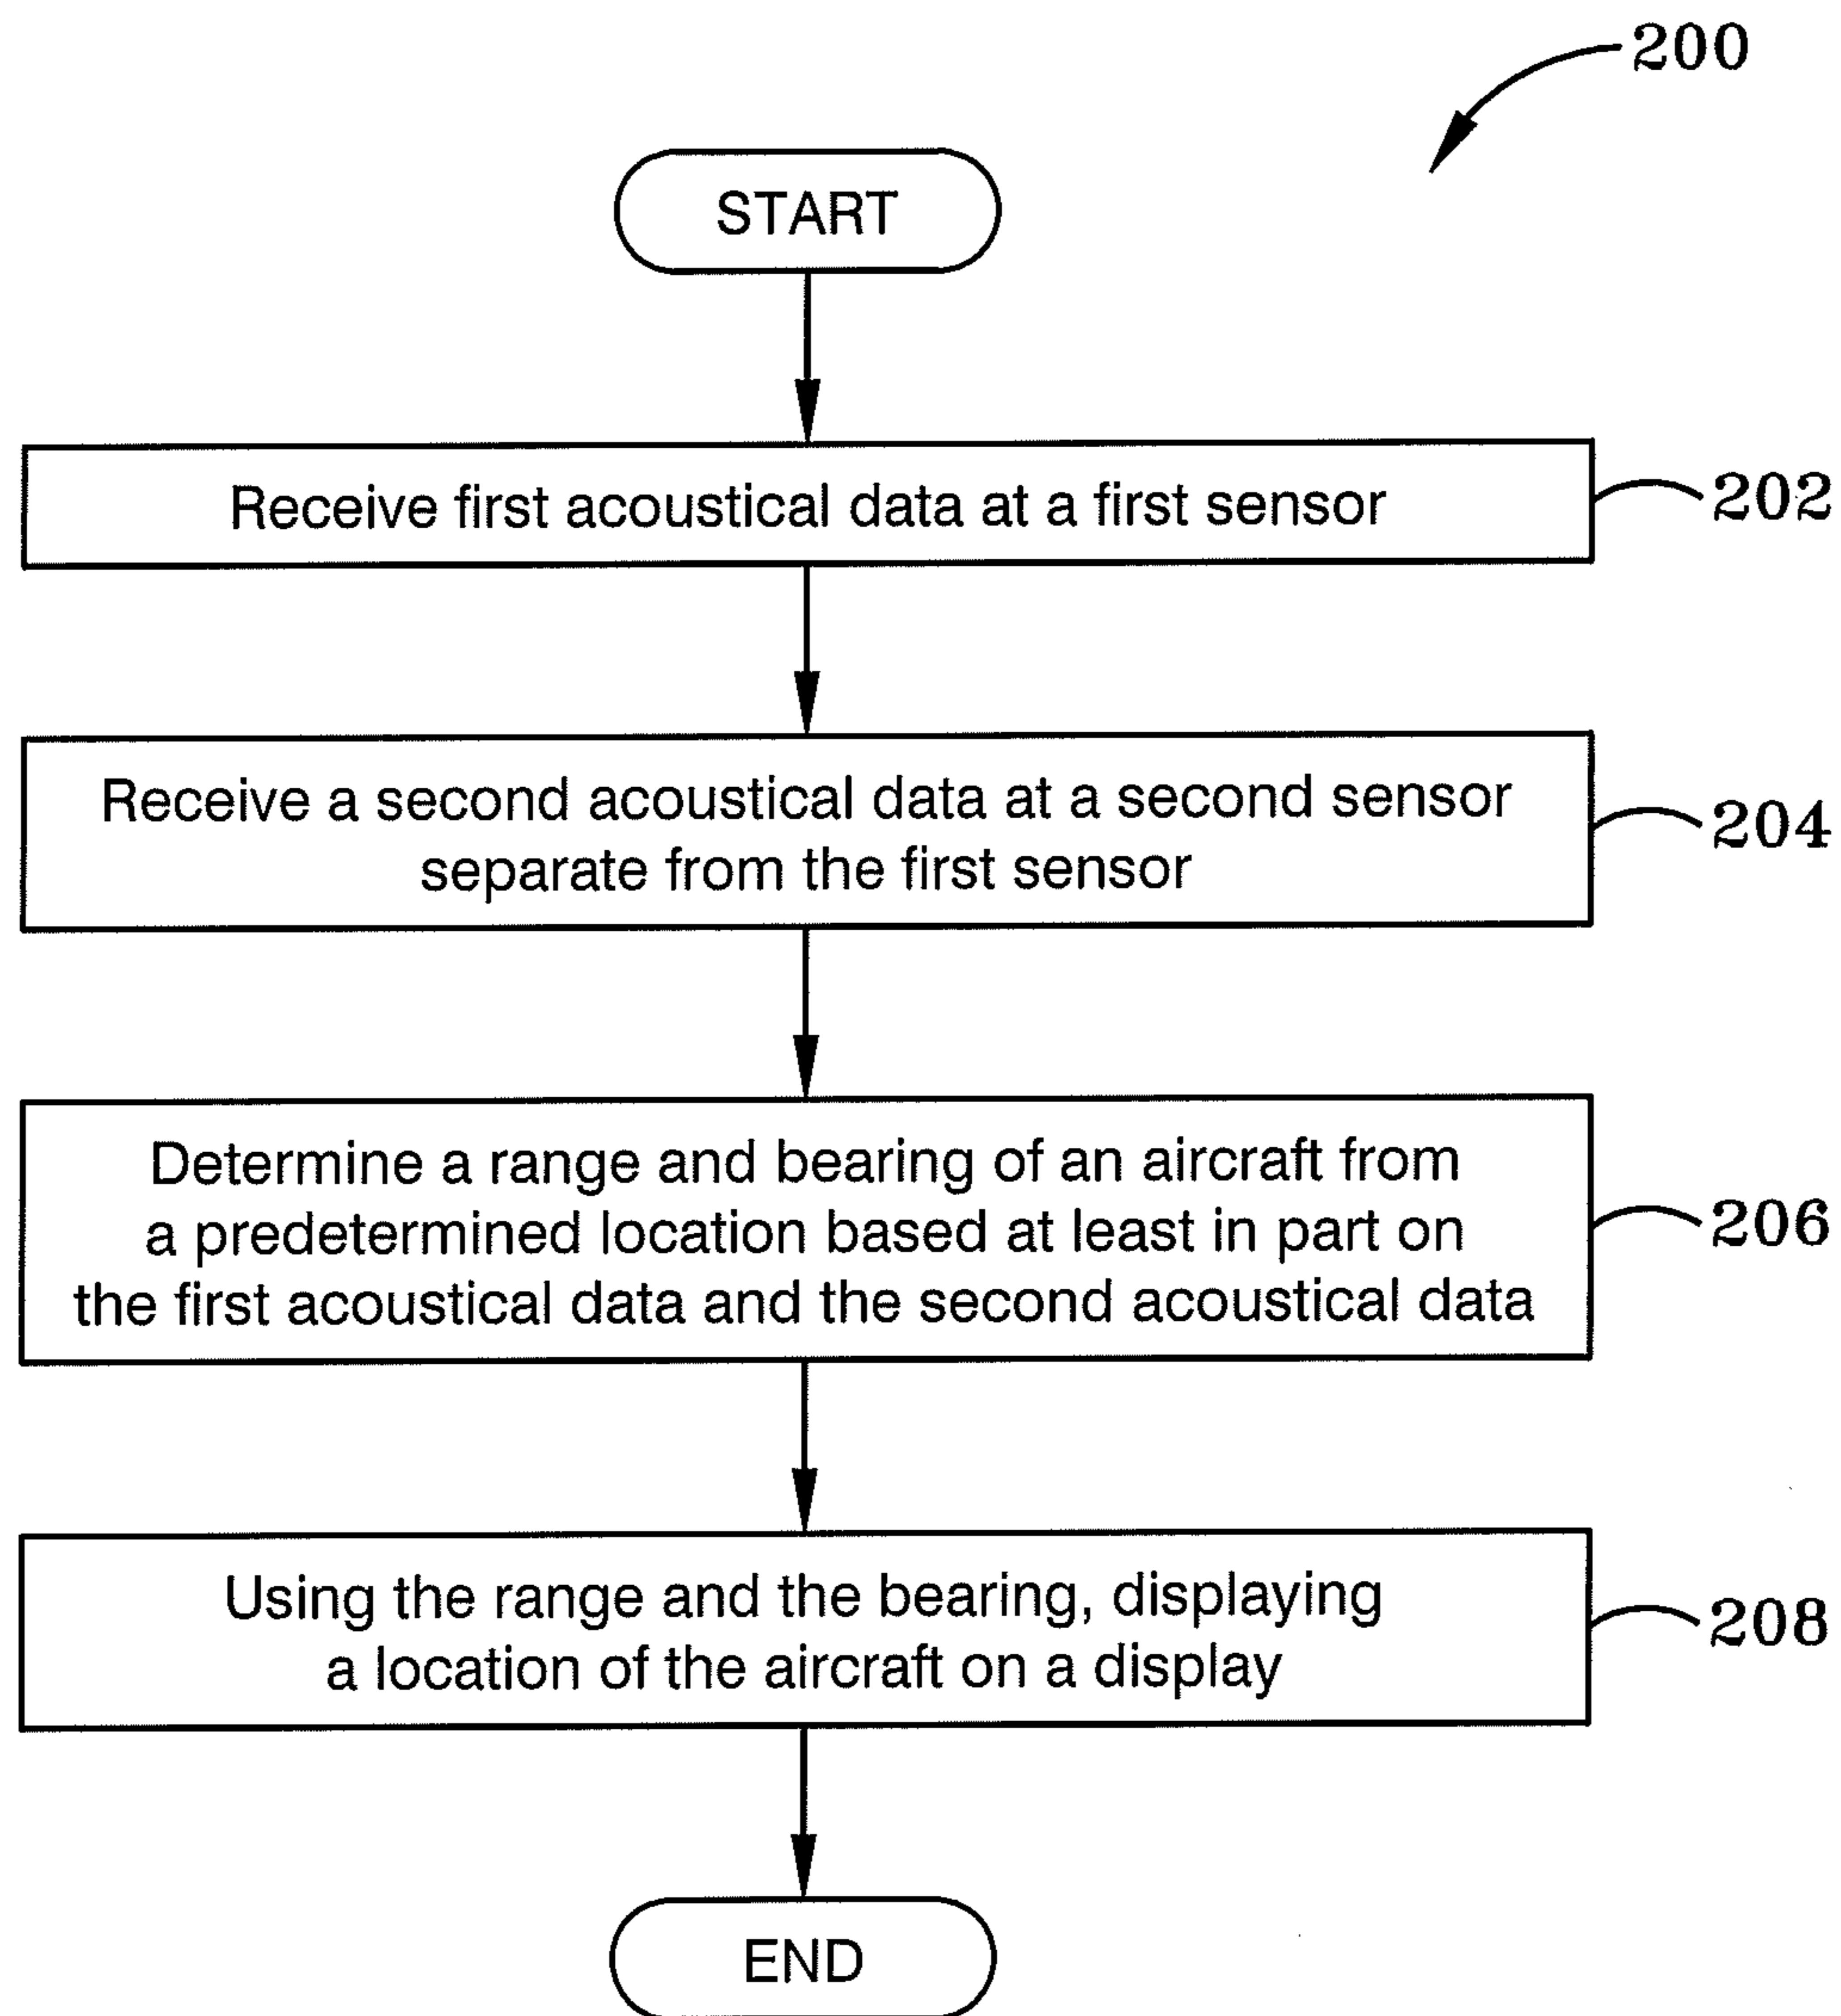 200
START
Receive first acoustical data at a first sensor
202
Receive a second acoustical data at a second sensor
separate from the first sensor
204
Determine a range and bearing of an aircraft from
a predetermined location based at least in part on
the first acoustical data and the second acoustical data
206
Using the range and the bearing, displaying
a location of the aircraft on a display
208
END